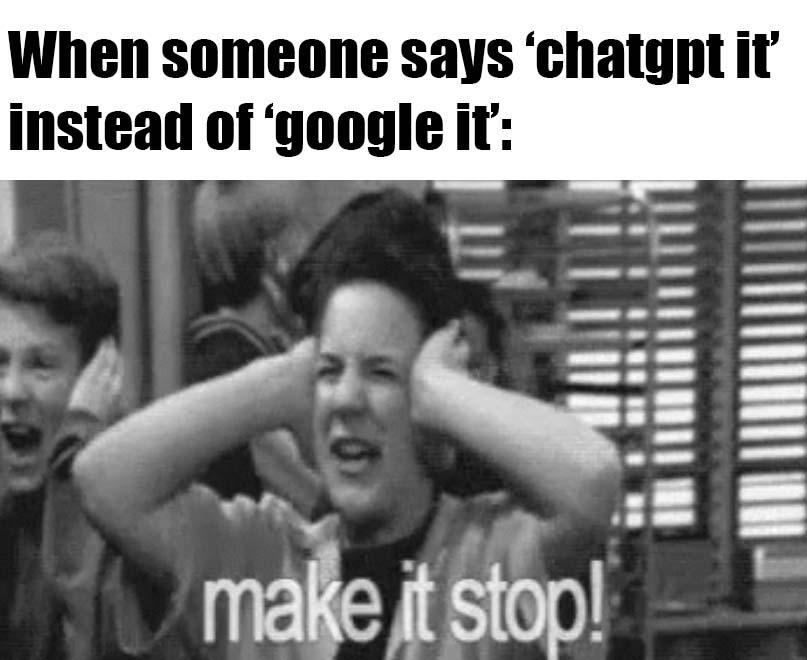 When someone says ‘chatgpt it’
instead of ‘google it’:
make it stop!